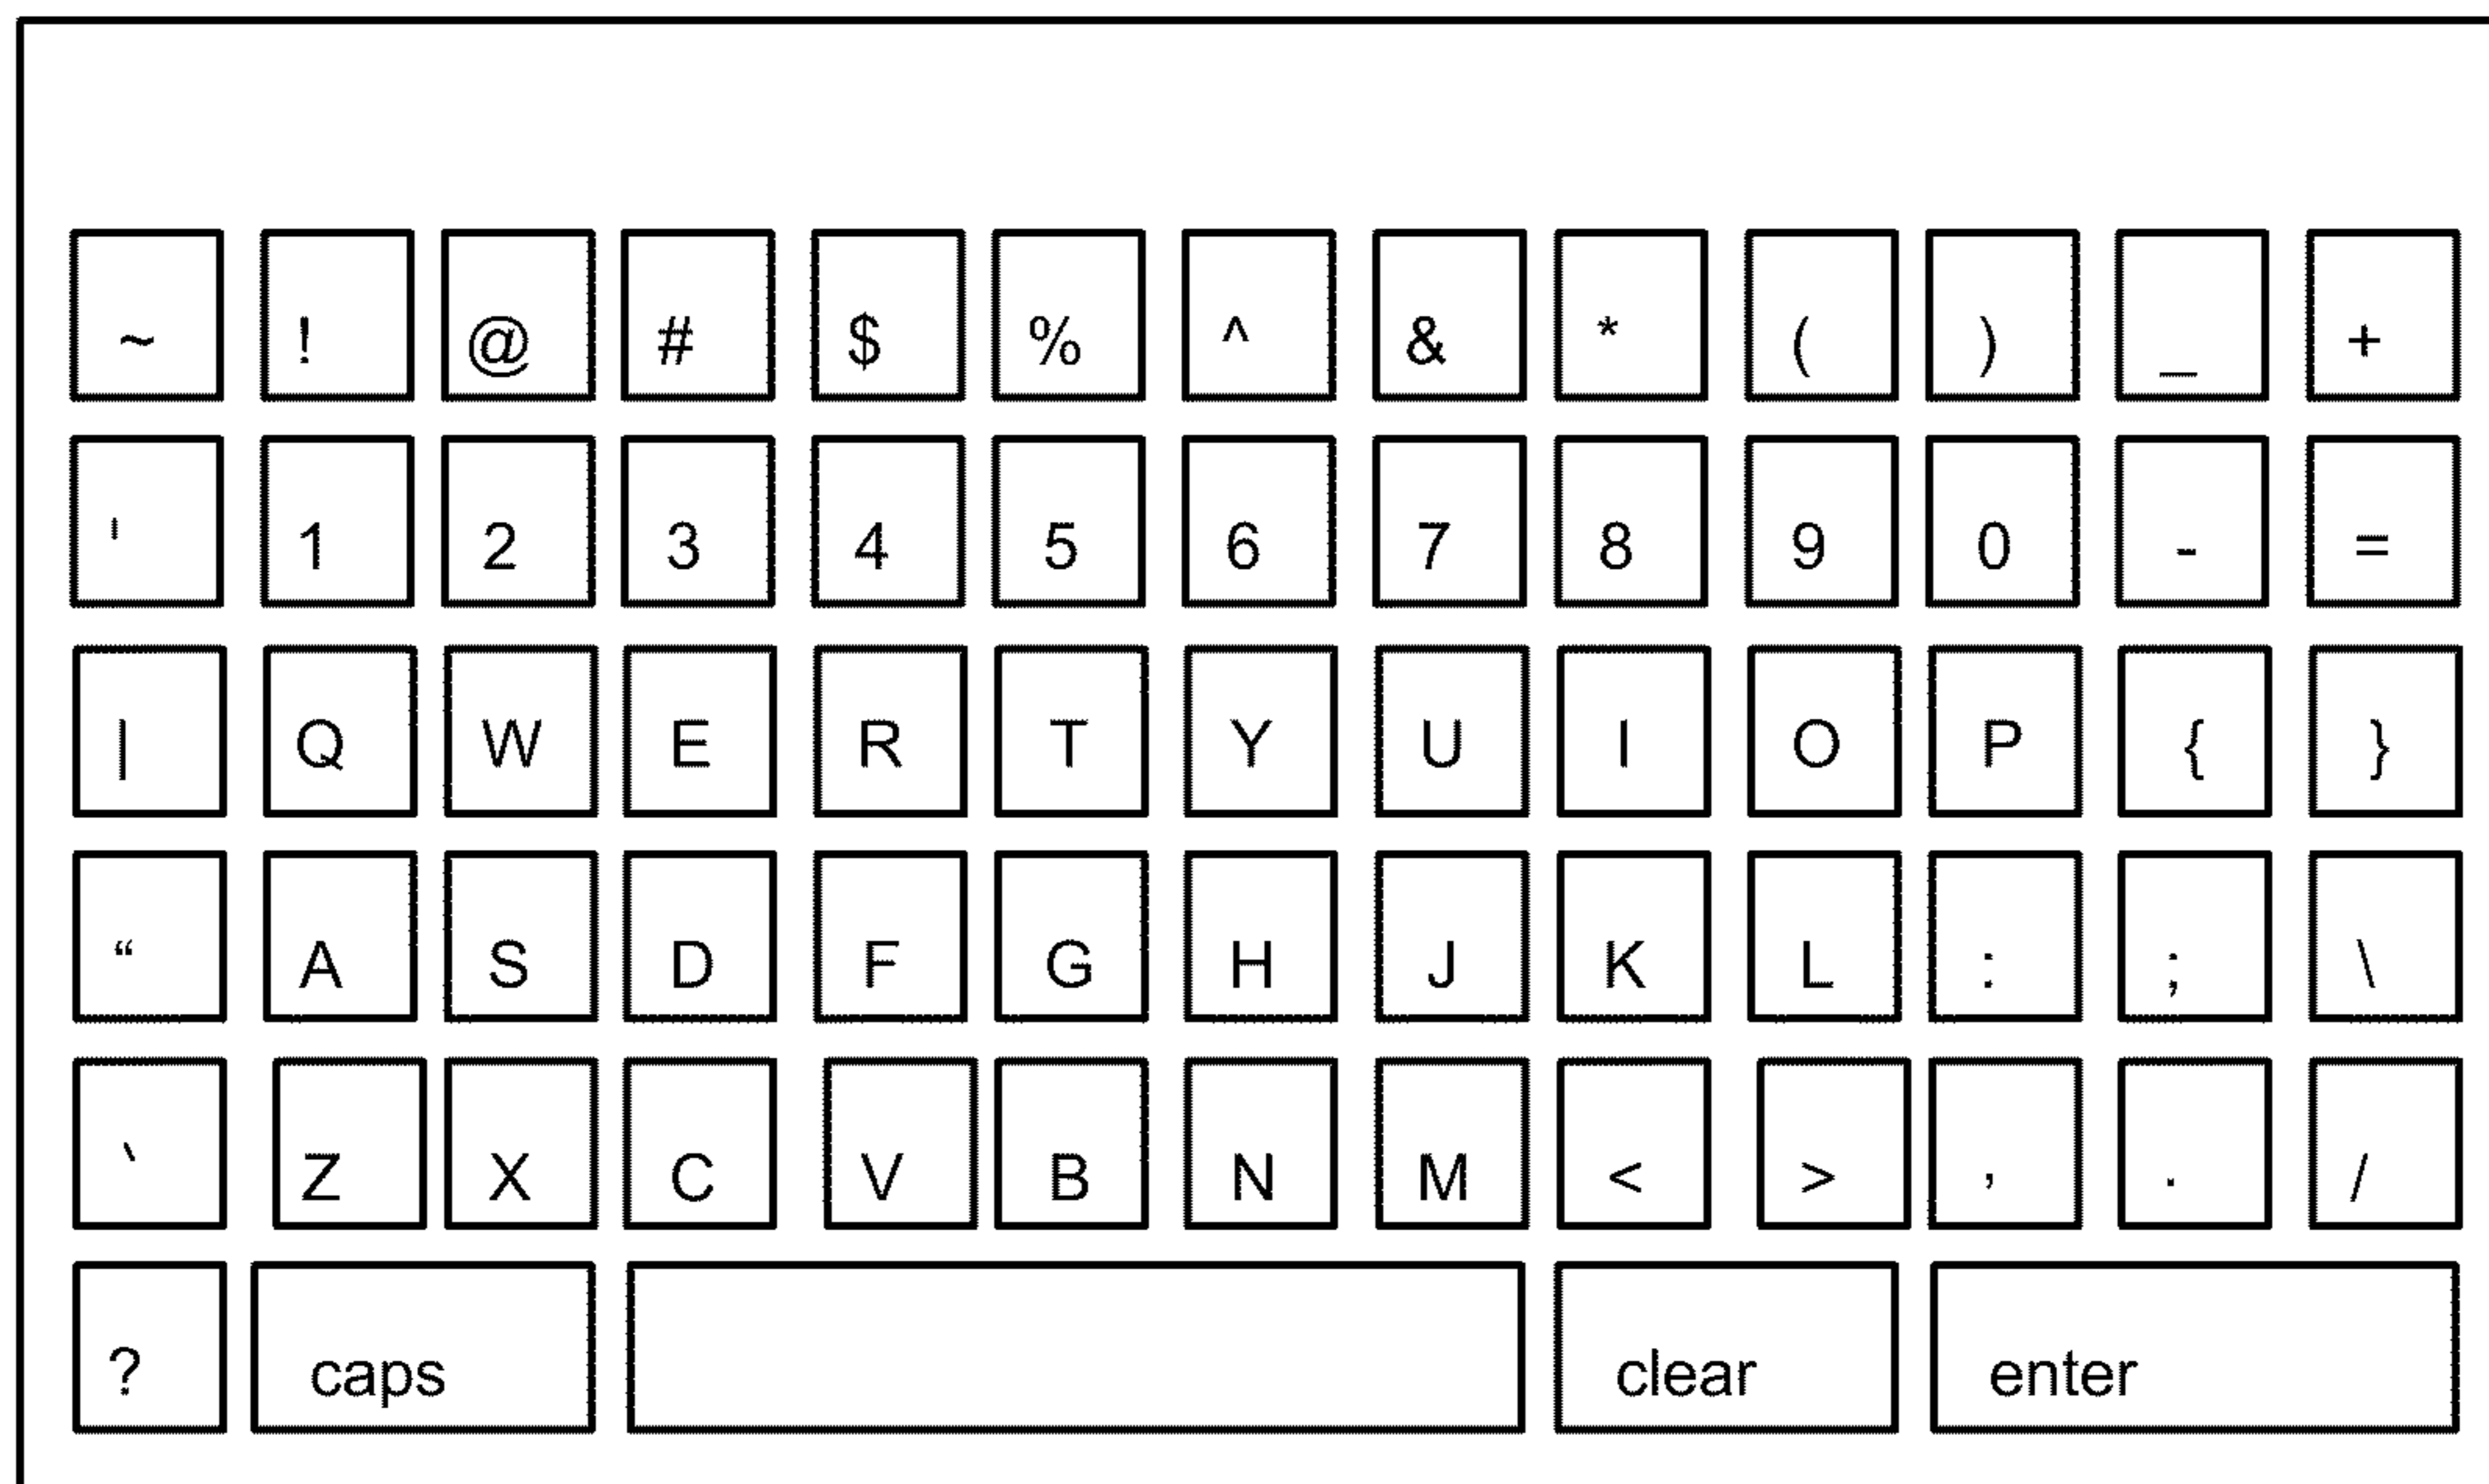 ~ ! @ # $ % ^ & * ( ) _ +
' 1 2 3 4 5 6 7 8 9 0 - =
| Q W E R T Y U I O P { }
“ A S D F G H J K L : ; \
` Z X C V B N M < > , . /
? caps clear enter